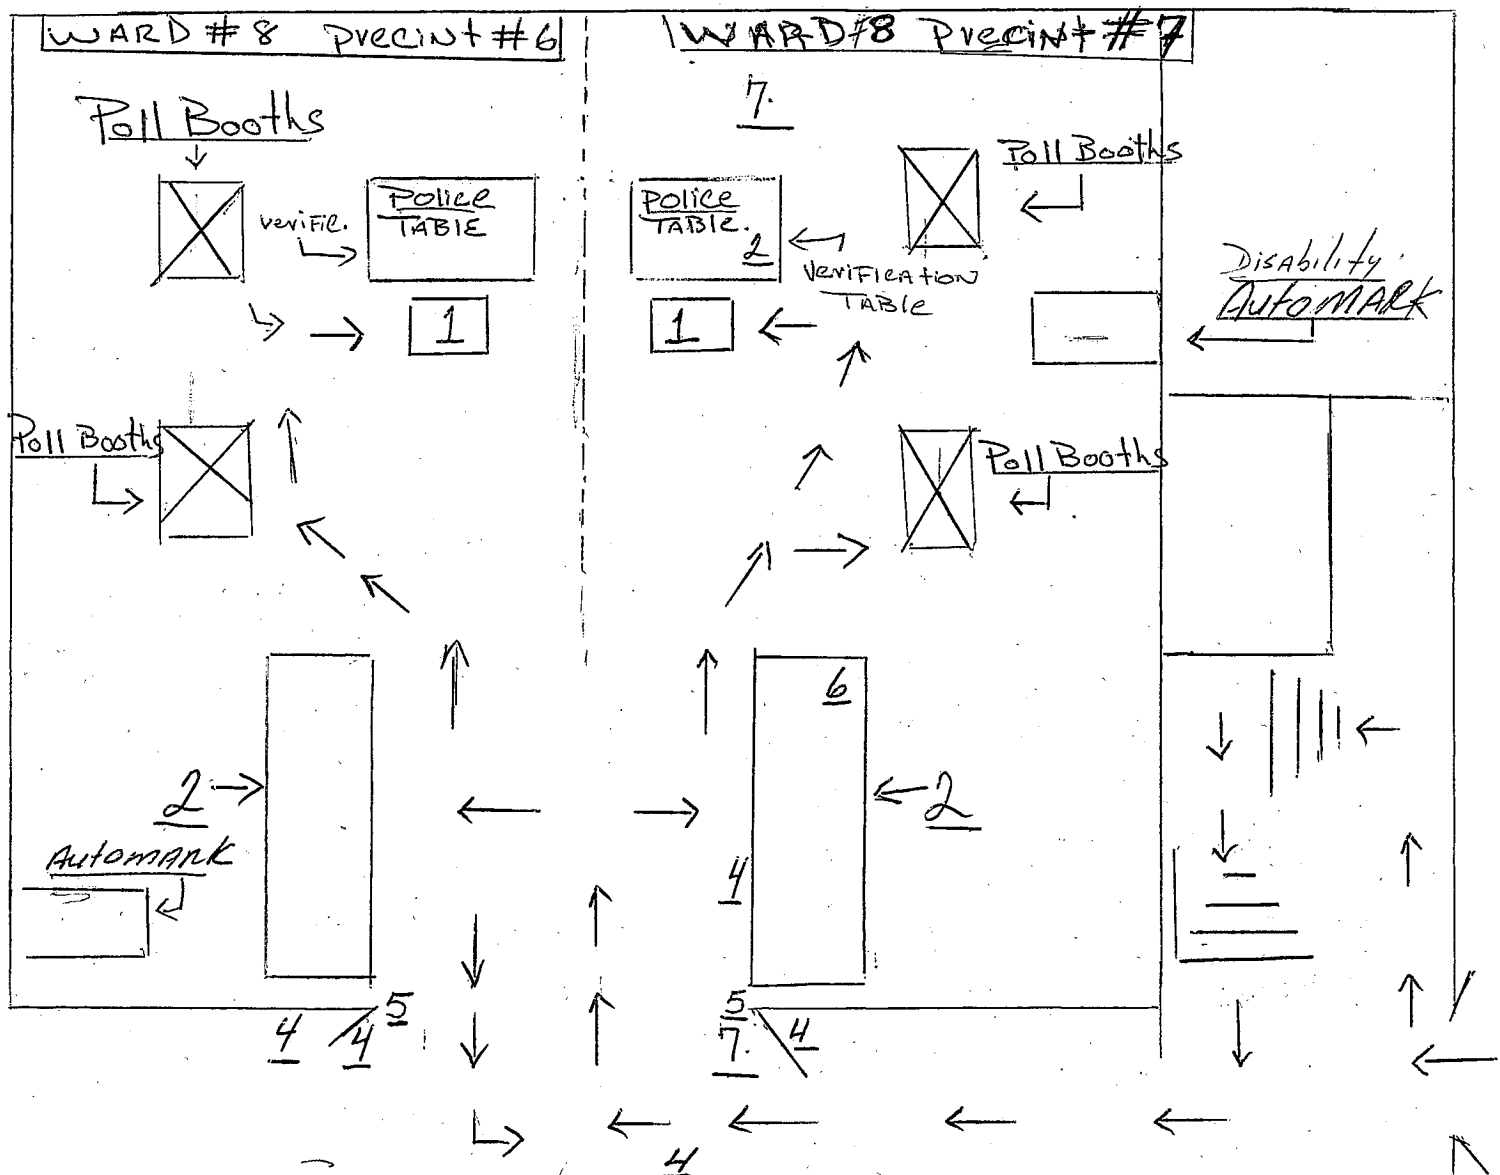 WARD # 8 precint # 6
WARD #8 Precint #7
7.
Poll Booths
Poll Booths
verific.
Police
TABLE
Police
TABLE.
2
Verification
TABLE
Disability
AutoMARK
1
1
Poll Booths
Poll Booths
6
2
2
Automark
4
5
4
4
5
7.
4
4